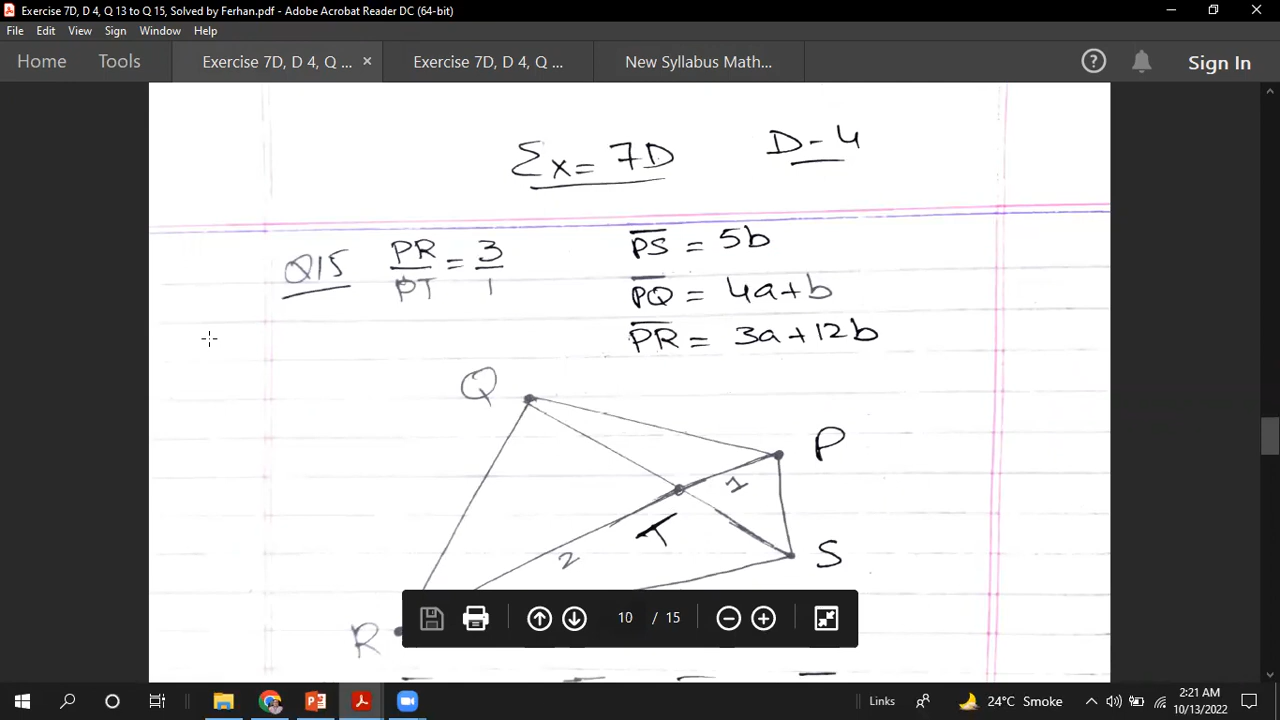 Exercise 7D, D 4, Q 13 to Q 15, Solved by Ferhan.pdf - Adobe Acrobat Reader DC (64-bit)
File Edit View Sign Window Help
Home Tools Exercise 7D, D 4, Q ... × Exercise 7D, D 4, Q ... New Syllabus Math... ? Sign In
Ex = 7D D-4
Q15 PR/PT = 3/1 PS = 5b
PQ = 4a+b
PR = 3a+12b
Q
P
1
T
2
S
R
10 / 15
Links 24°C Smoke 2:21 AM
10/13/2022